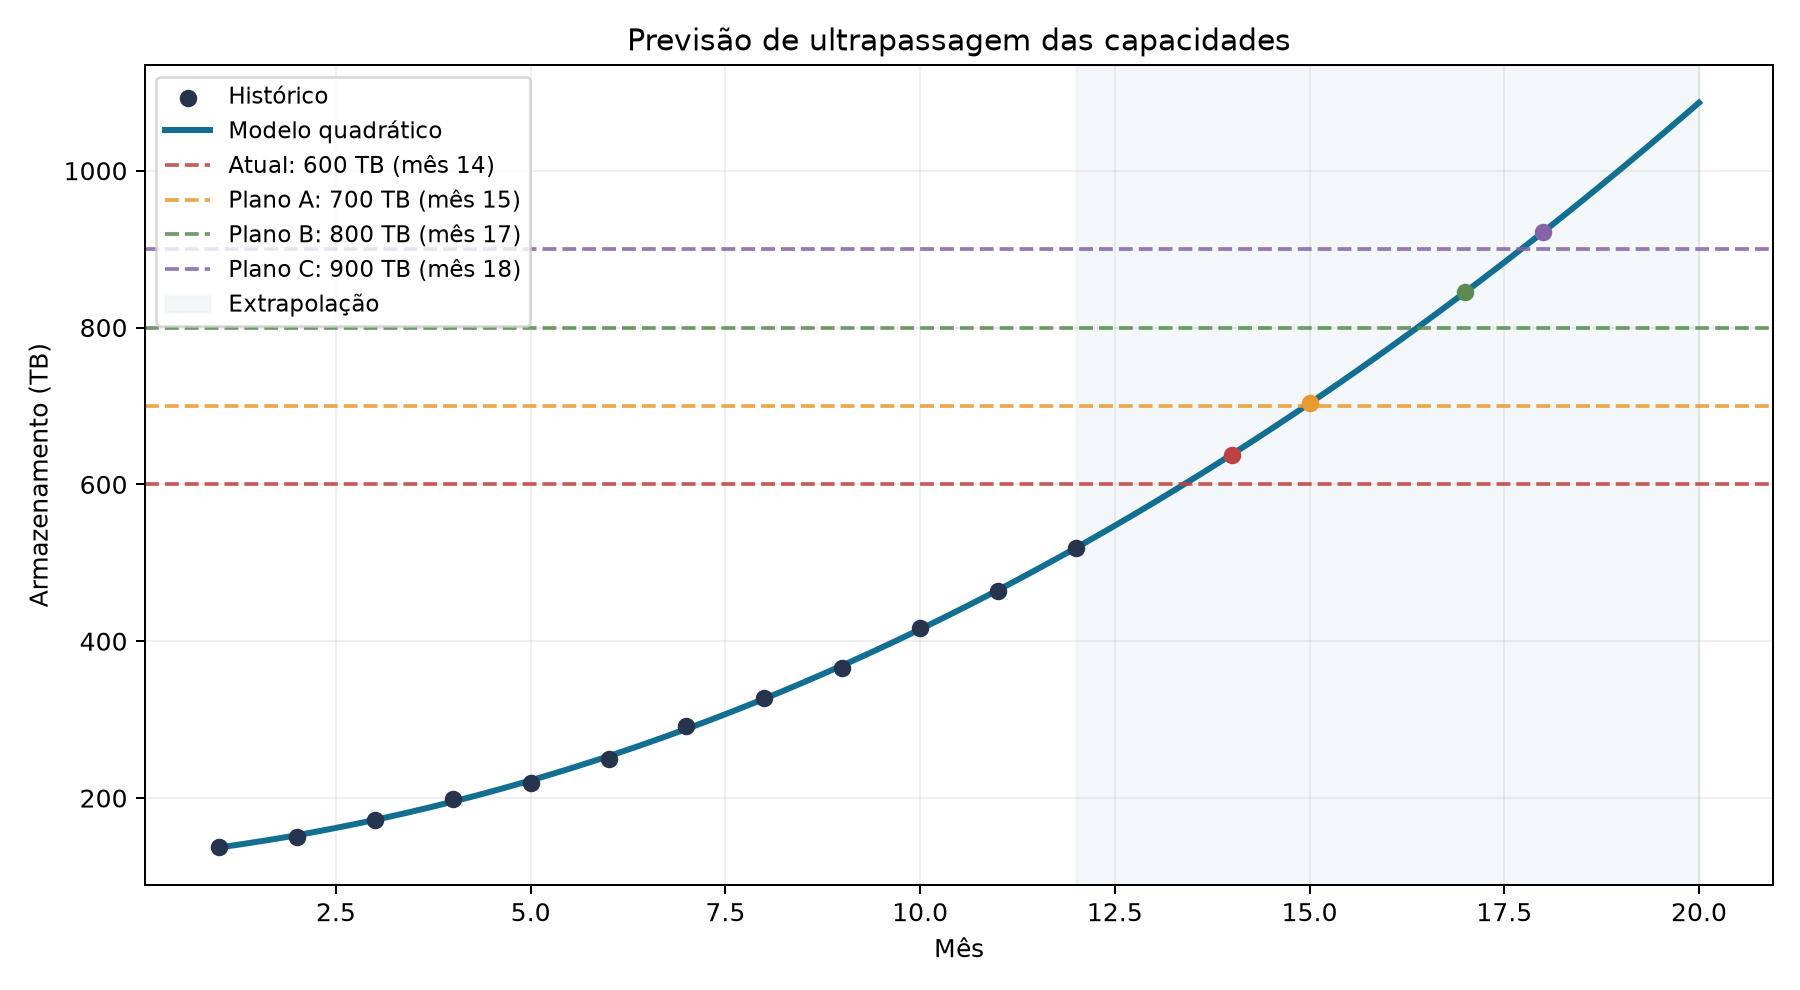 Previsão de ultrapassagem das capacidades
Histórico
Modelo quadrático
Atual: 600 TB (mês 14)
Plano A: 700 TB (mês 15)
Plano B: 800 TB (mês 17)
Plano C: 900 TB (mês 18)
Extrapolação
Armazenamento (TB)
1000
800
600
400
200
2.5
5.0
7.5
10.0
12.5
15.0
17.5
20.0
Mês